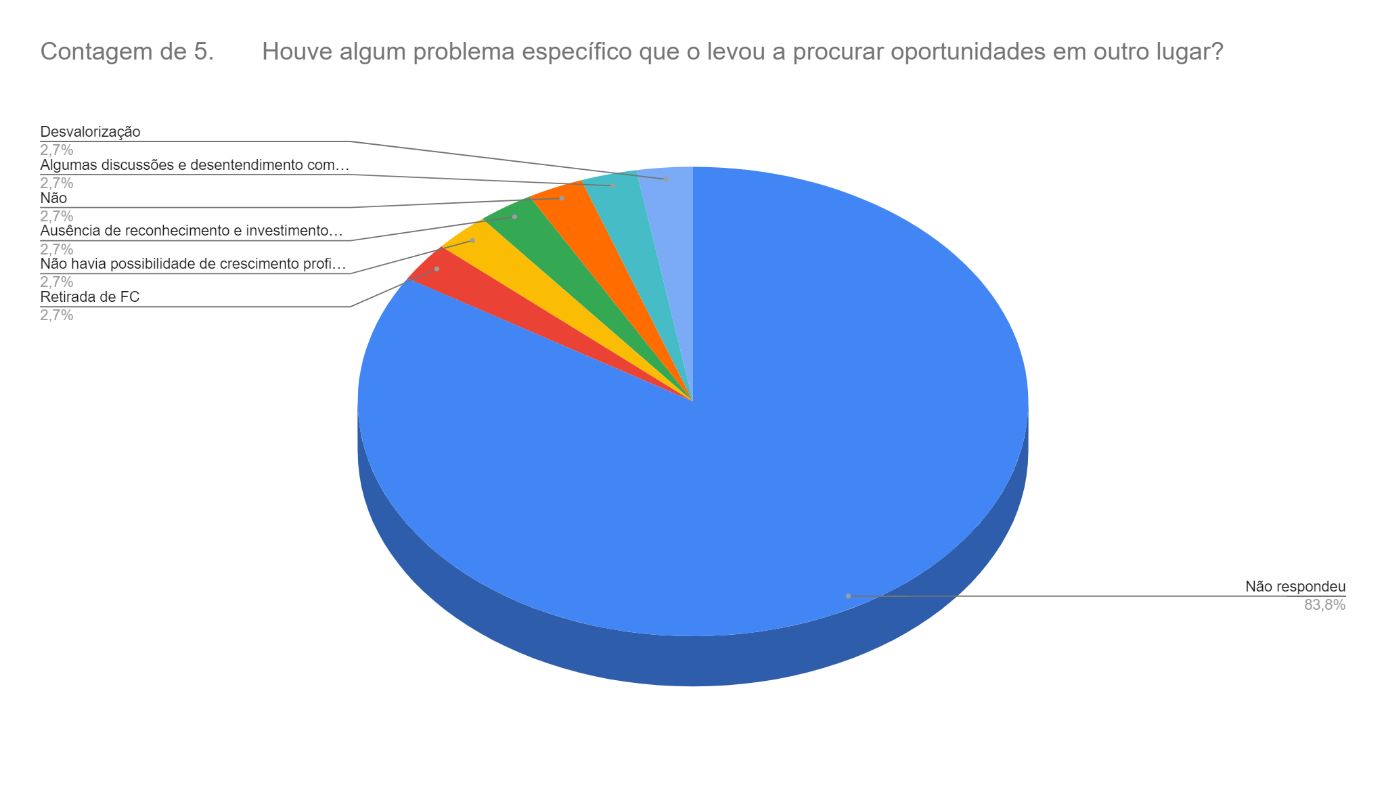 Contagem de 5. Houve algum problema específico que o levou a procurar oportunidades em outro lugar?
Desvalorização
2,7%
Algumas discussões e desentendimento com…
2,7%
Não
2,7%
Ausência de reconhecimento e investimento…
2,7%
Não havia possibilidade de crescimento profi…
2,7%
Retirada de FC
2,7%
Não respondeu
83,8%